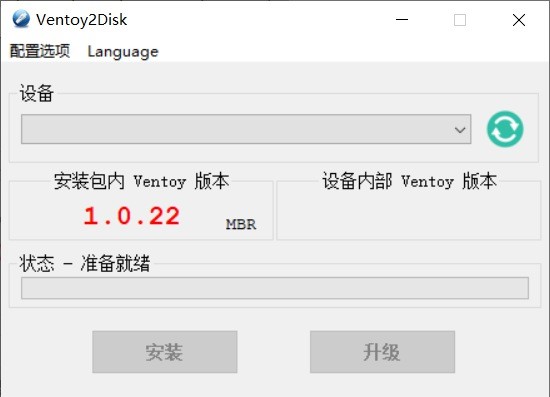 Ventoy2Disk
配置选项 Language
设备
安装包内 Ventoy 版本 设备内部 Ventoy 版本
1.0.22 MBR
状态 - 准备就绪
安装 升级